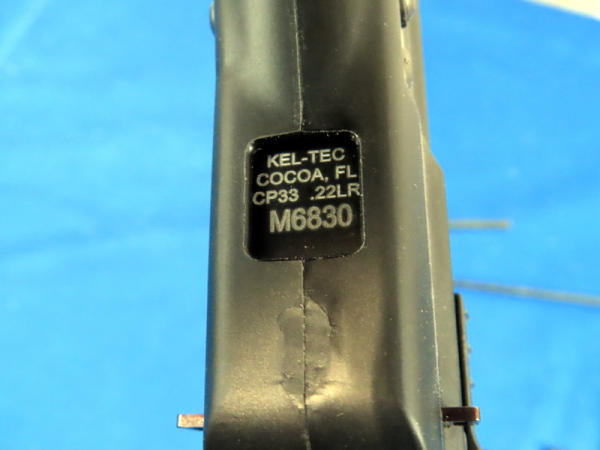 KEL-TEC
COCOA, FL
CP33 .22LR
M6830